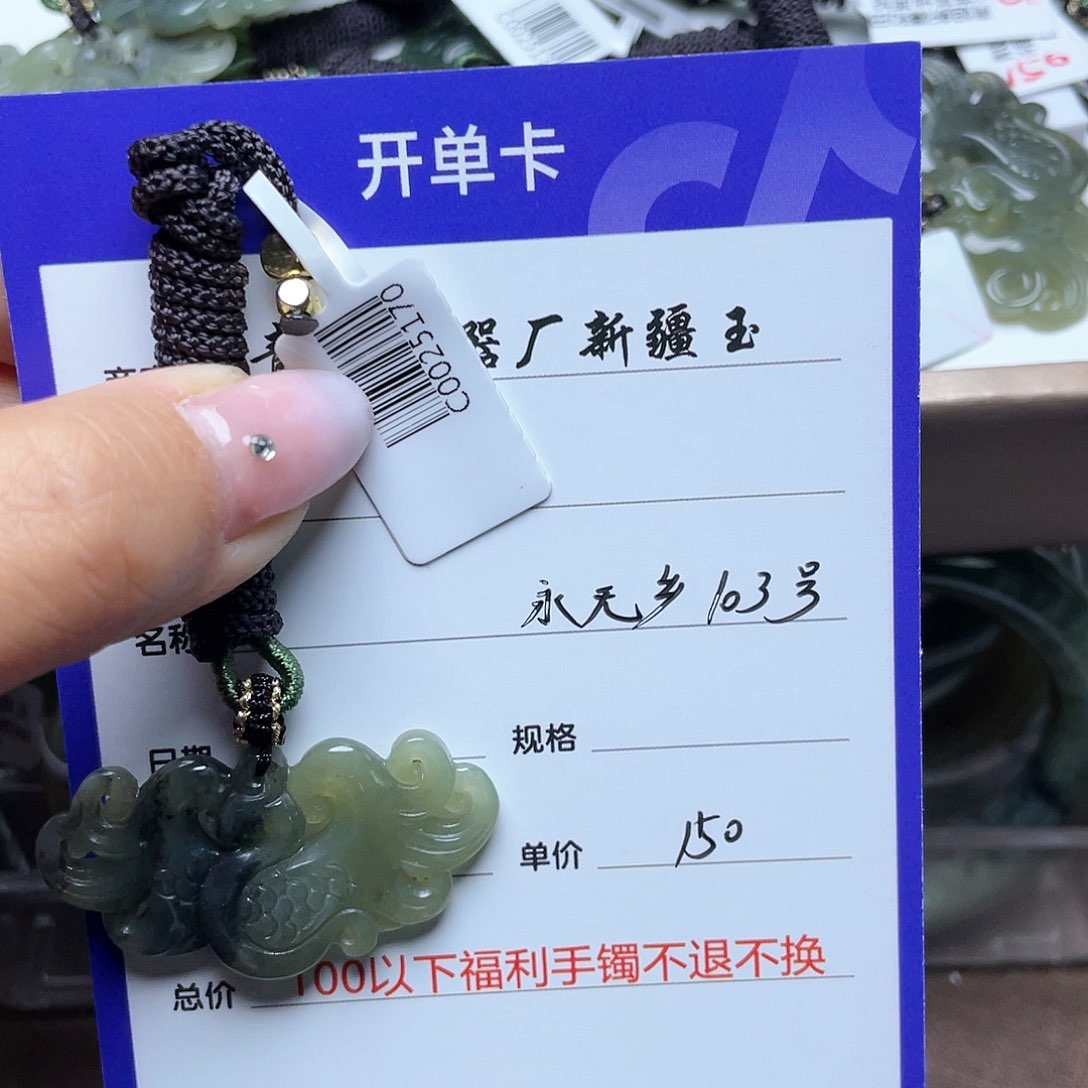 开单卡
器厂新疆玉
C0025170
永无乡103号
名称
日期
规格
单价 150
总价
100以下福利手镯不退不换